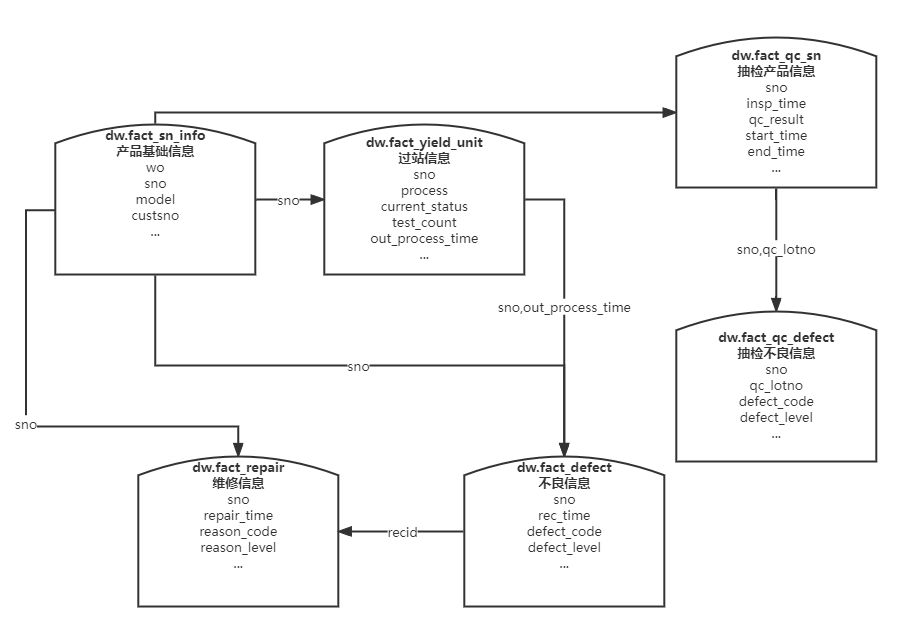 dw.fact_qc_sn
抽检产品信息
sno
insp_time
qc_result
start_time
end_time
...
dw.fact_sn_info
产品基础信息
wo
sno
model
custsno
...
sno
dw.fact_yield_unit
过站信息
sno
process
current_status
test_count
out_process_time
...
sno,qc_lotno
sno,out_process_time
dw.fact_qc_defect
抽检不良信息
sno
qc_lotno
defect_code
defect_level
...
sno
sno
dw.fact_repair
维修信息
sno
repair_time
reason_code
reason_level
...
recid
dw.fact_defect
不良信息
sno
rec_time
defect_code
defect_level
...